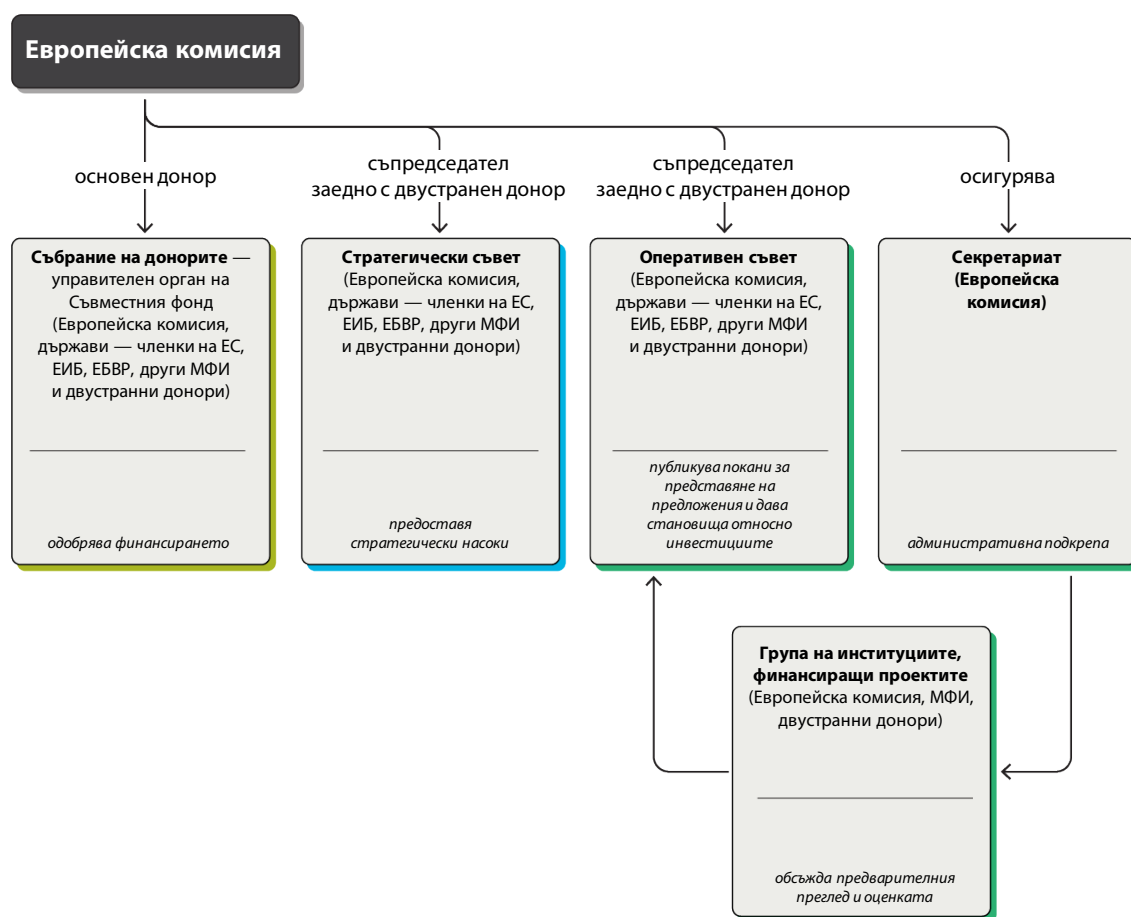 Европейска комисия
основен донор
съпредседател
заедно с двустранен донор
съпредседател
заедно с двустранен донор
осигурява
Събрание на донорите —
управителен орган на
Съвместния фонд
(Европейска комисия,
държави — членки на ЕС,
ЕИБ, ЕБВР, други МФИ
и двустранни донори)
одобрява финансирането
Стратегически съвет
(Европейска комисия,
държави — членки на ЕС,
ЕИБ, ЕБВР, други МФИ
и двустранни донори)
предоставя
стратегически насоки
Оперативен съвет
(Европейска комисия,
държави — членки на ЕС,
ЕИБ, ЕБВР, други МФИ
и двустранни донори)
публикува покани за
представяне на
предложения и дава
становища относно
инвестициите
Секретариат
(Европейска
комисия)
административна подкрепа
Група на институциите,
финансиращи проектите
(Европейска комисия, МФИ,
двустранни донори)
обсъжда предварителния
преглед и оценката